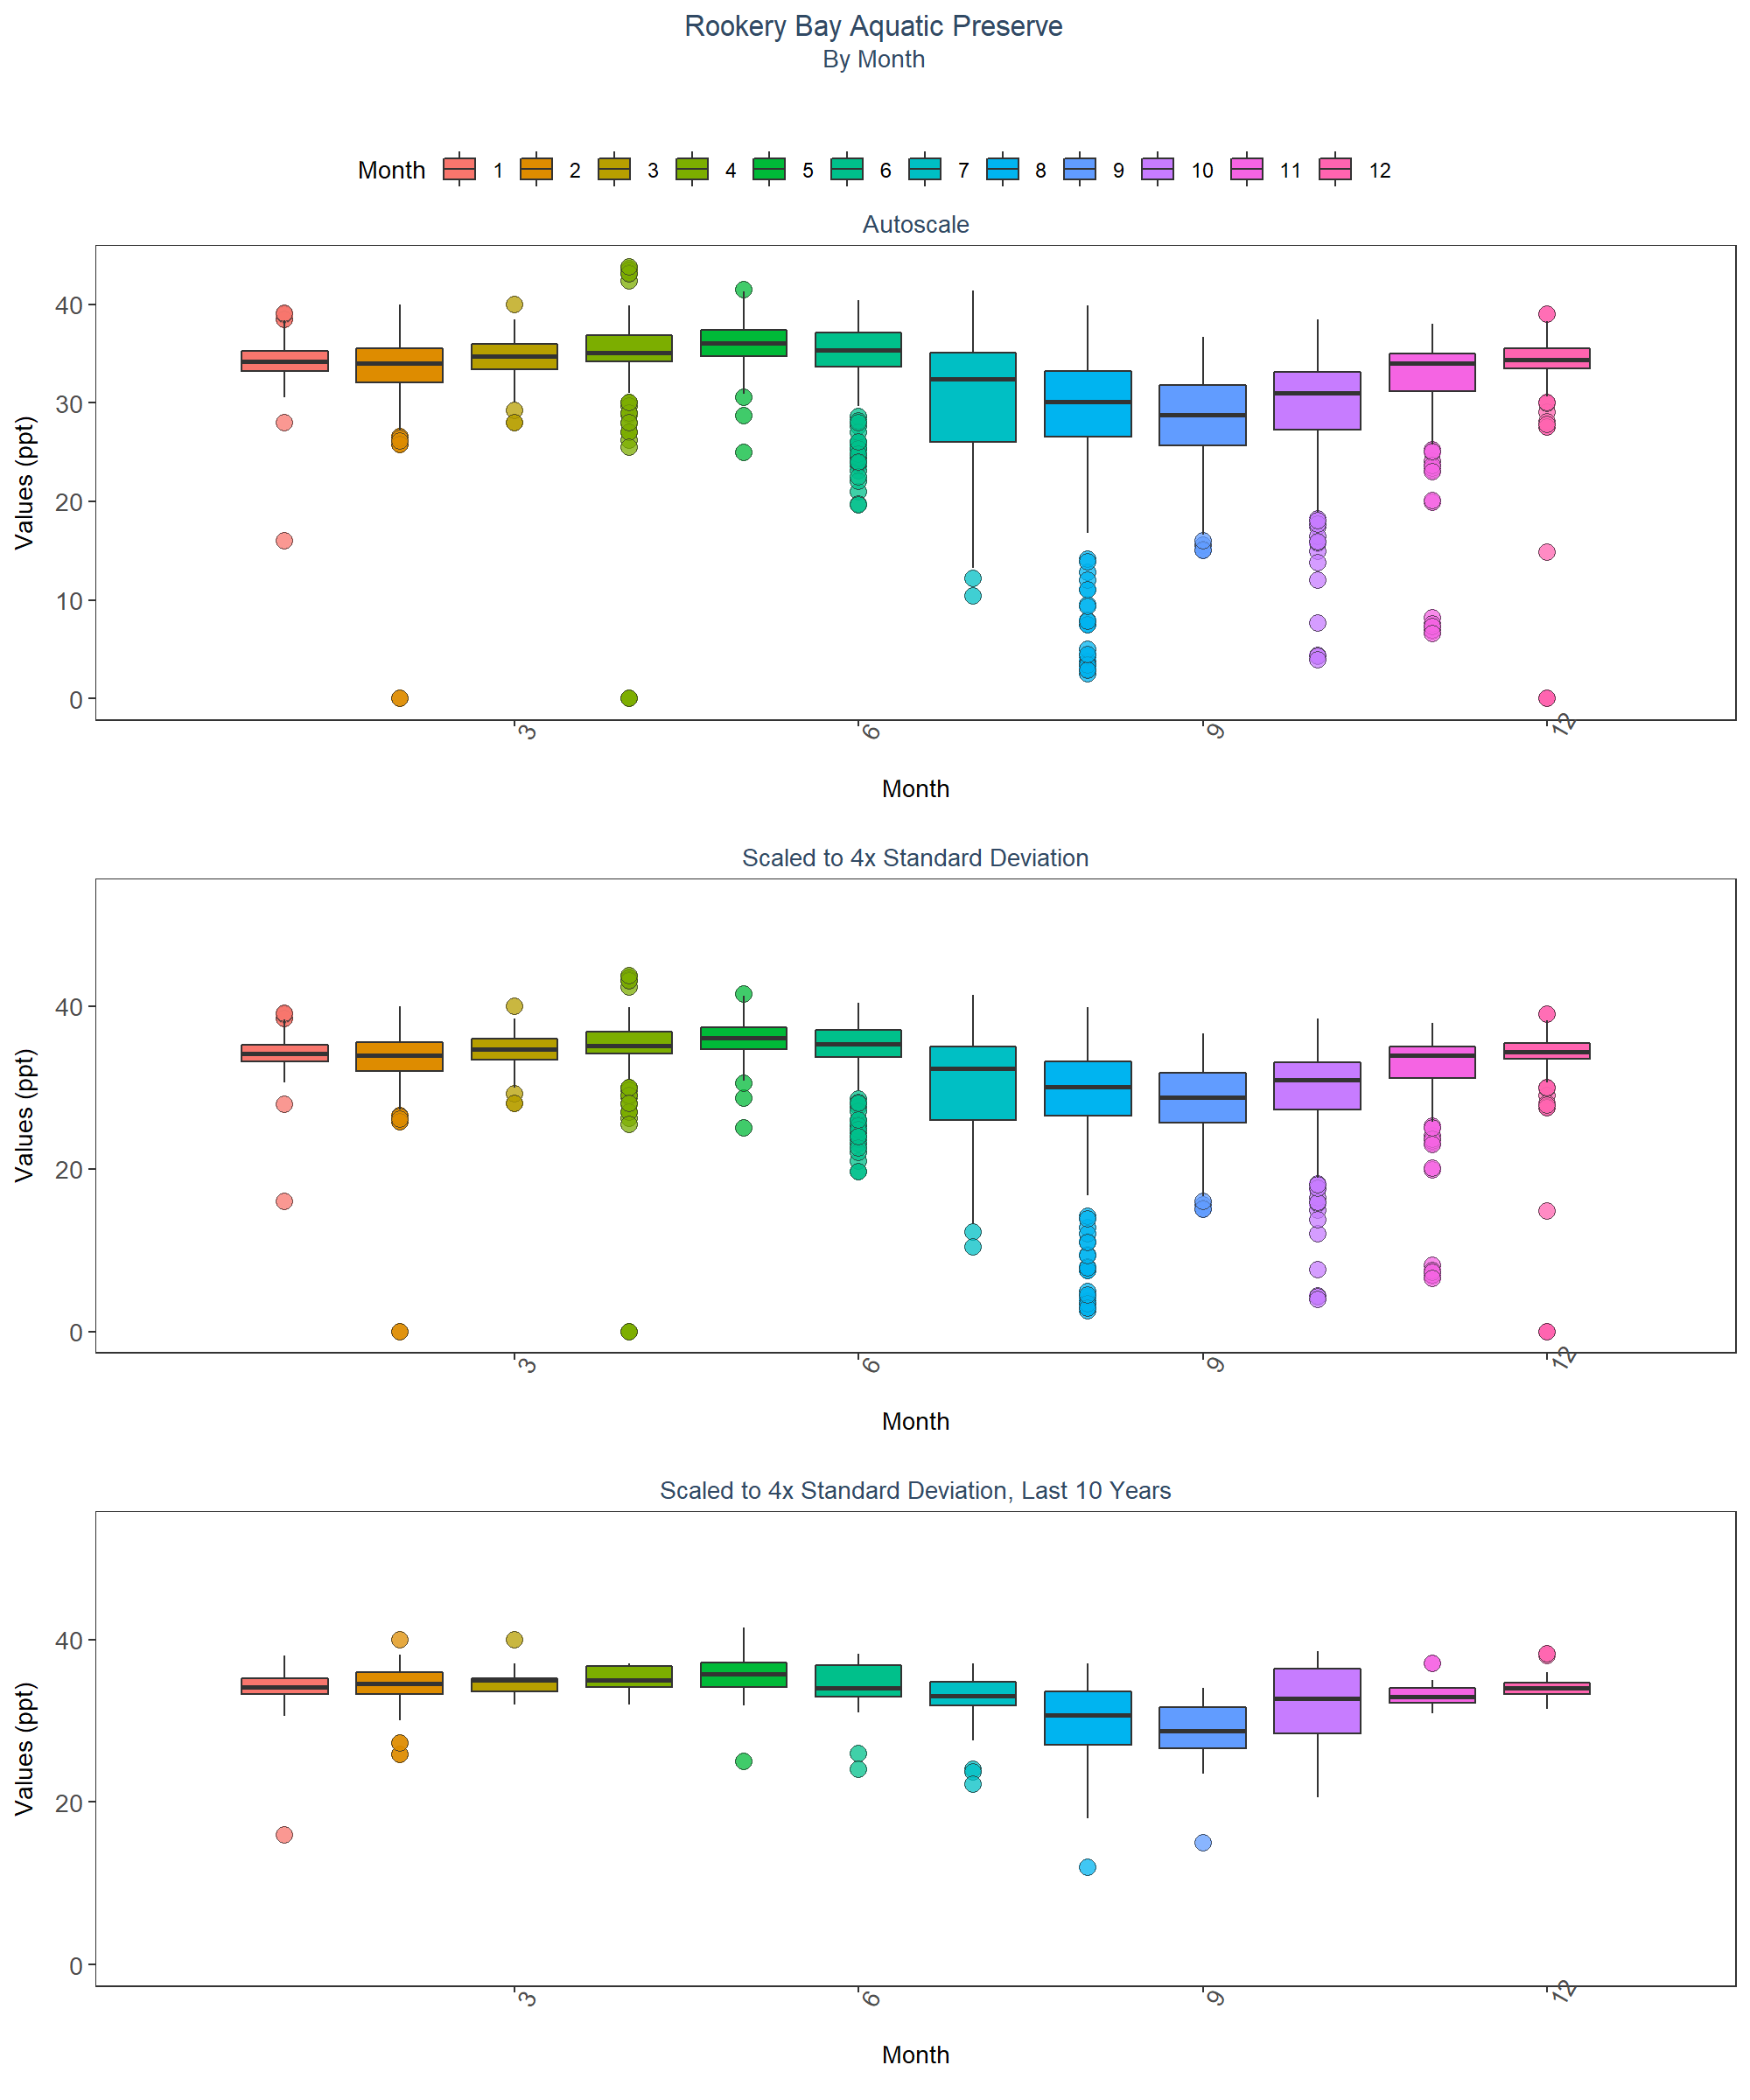 Rookery Bay Aquatic Preserve
By Month
Month 1 2 3 4 5 6 7 8 9 10 11 12
Autoscale
Values (ppt)
40
30
20
10
0
3 6 9 12
Month
Scaled to 4x Standard Deviation
Values (ppt)
40
20
0
3 6 9 12
Month
Scaled to 4x Standard Deviation, Last 10 Years
Values (ppt)
40
20
0
3 6 9 12
Month